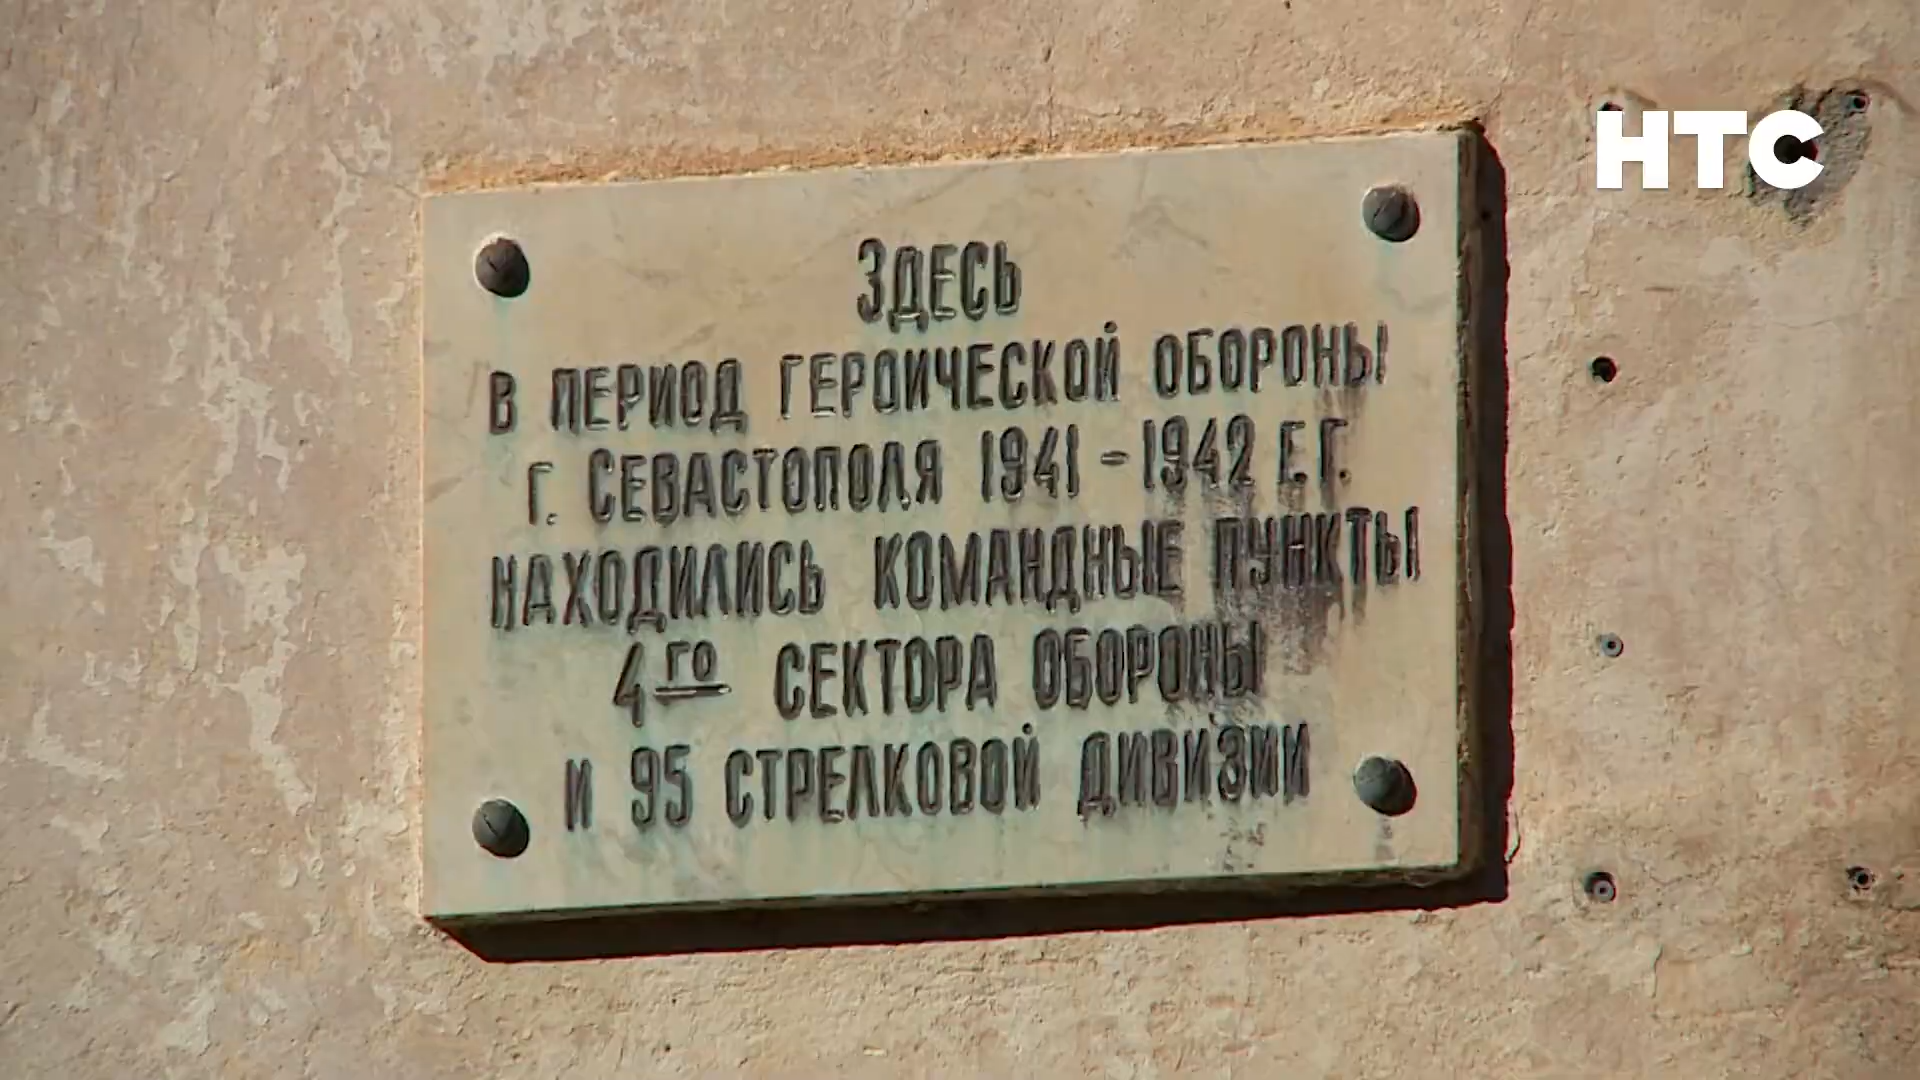 НТС
ЗДЕСЬ
В ПЕРИОД ГЕРОИЧЕСКОЙ ОБОРОНЫ
Г. СЕВАСТОПОЛЯ 1941 - 1942 Г.Г.
НАХОДИЛИСЬ КОМАНДНЫЕ ПУНКТЫ
4го СЕКТОРА ОБОРОНЫ
И 95 СТРЕЛКОВОЙ ДИВИЗИИ